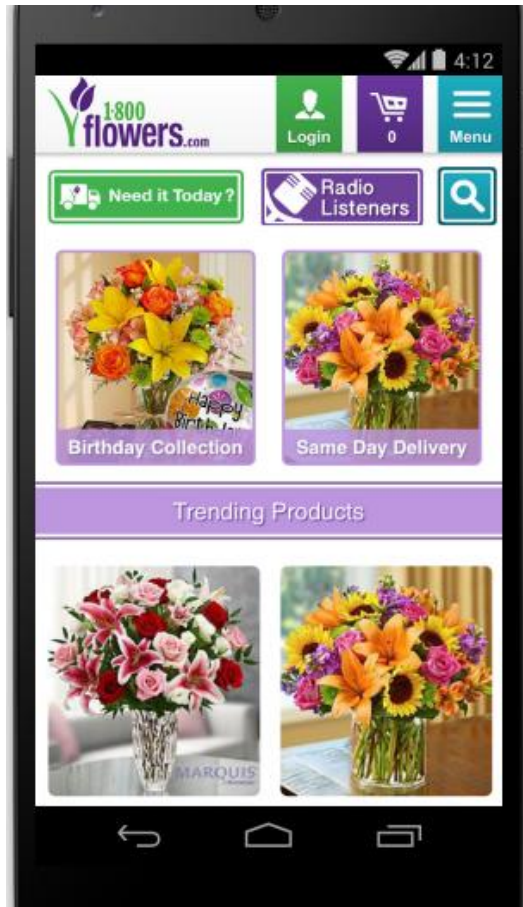 4:12
1·800
flowers.com
Login
0
Menu
Need it Today?
Radio
Listeners
Happy
Birthday Collection
Same Day Delivery
Trending Products
MARQUIS